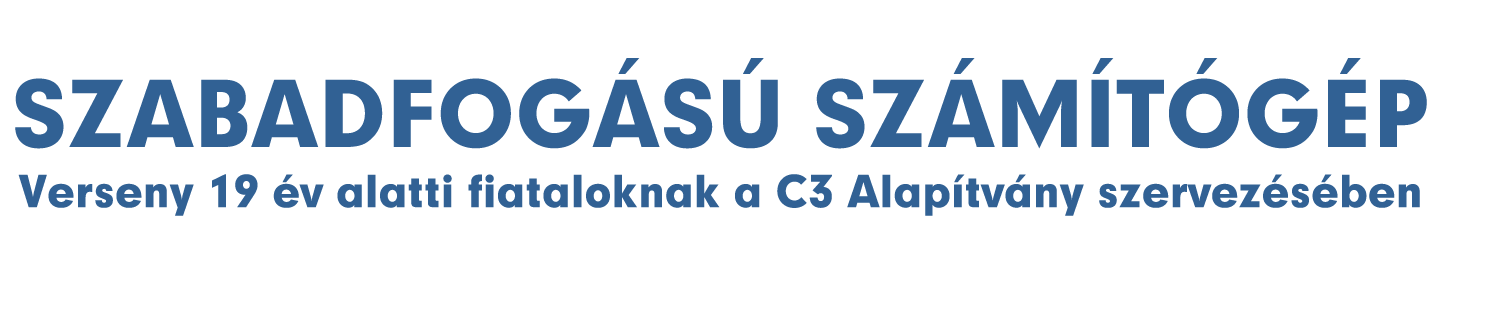 SZABADFOGÁSÚ SZÁMÍTÓGÉP
Verseny 19 év alatti fiataloknak a C3 Alapítvány szervezésében